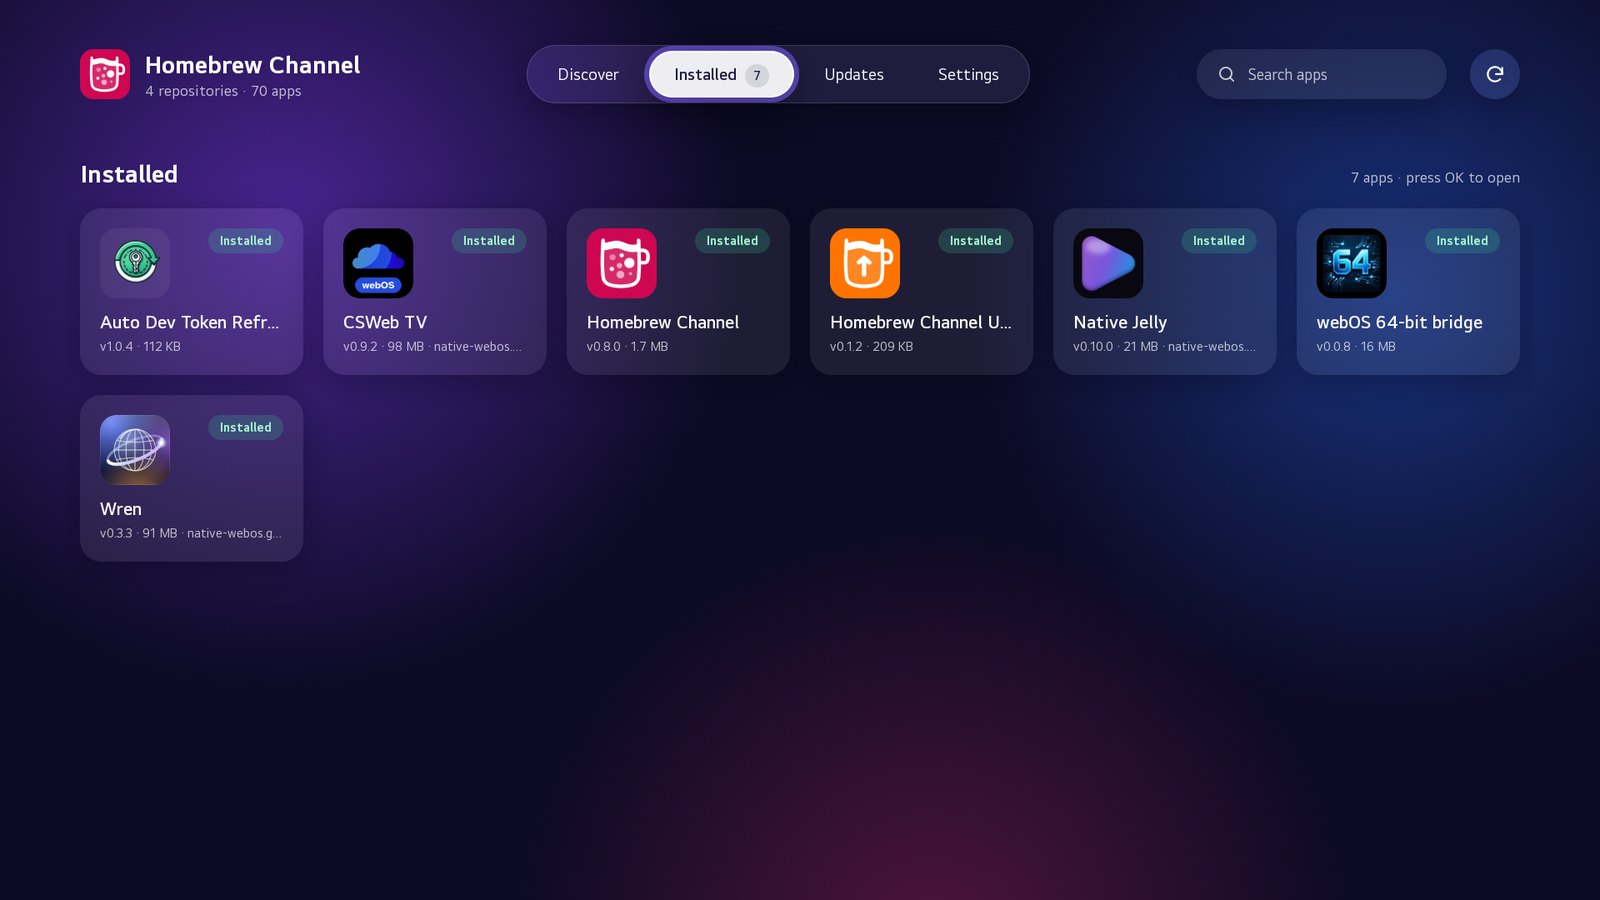 Homebrew Channel
4 repositories · 70 apps
Discover
Installed 7
Updates
Settings
Search apps
Installed
7 apps · press OK to open
Installed
Auto Dev Token Refr...
v1.0.4 · 112 KB
webOS
Installed
CSWeb TV
v0.9.2 · 98 MB · native-webos....
Installed
Homebrew Channel
v0.8.0 · 1.7 MB
Installed
Homebrew Channel U...
v0.1.2 · 209 KB
Installed
Native Jelly
v0.10.0 · 21 MB · native-webos....
64
Installed
webOS 64-bit bridge
v0.0.8 · 16 MB
Installed
Wren
v0.3.3 · 91 MB · native-webos.g...